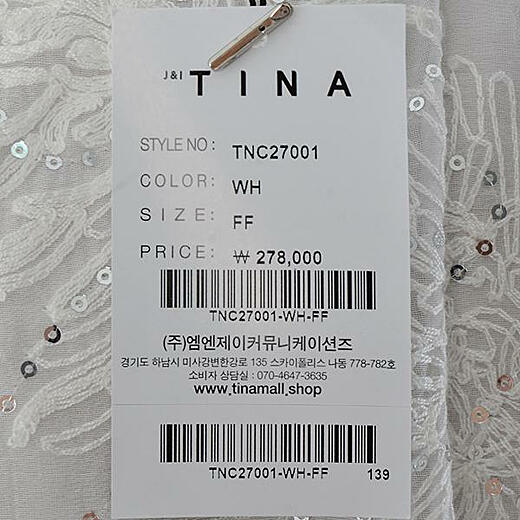 J&I TINA
STYLE NO : TNC27001
COLOR: WH
SIZE: FF
PRICE: ₩ 278,000
TNC27001-WH-FF
(주)엠엔제이커뮤니케이션즈
경기도 하남시 미사강변한강로 135 스카이폴리스 나동 778-782호
소비자 상담실 : 070-4647-3635
www.tinamall.shop
TNC27001-WH-FF 139